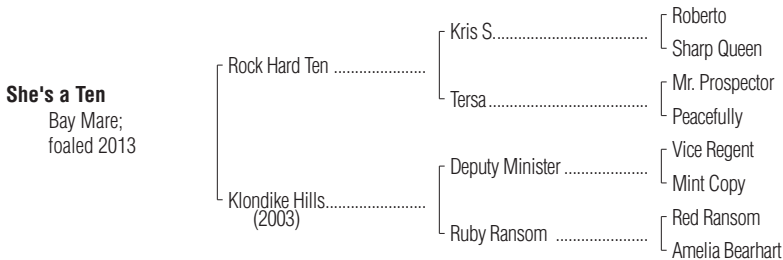 She's a Ten
Bay Mare;
foaled 2013
Rock Hard Ten ......................
Klondike Hills........................
(2003)
Kris S......................................
Tersa.......................................
Deputy Minister ....................
Ruby Ransom ......................
Roberto
Sharp Queen
Mr. Prospector
Peacefully
Vice Regent
Mint Copy
Red Ransom
Amelia Bearhart